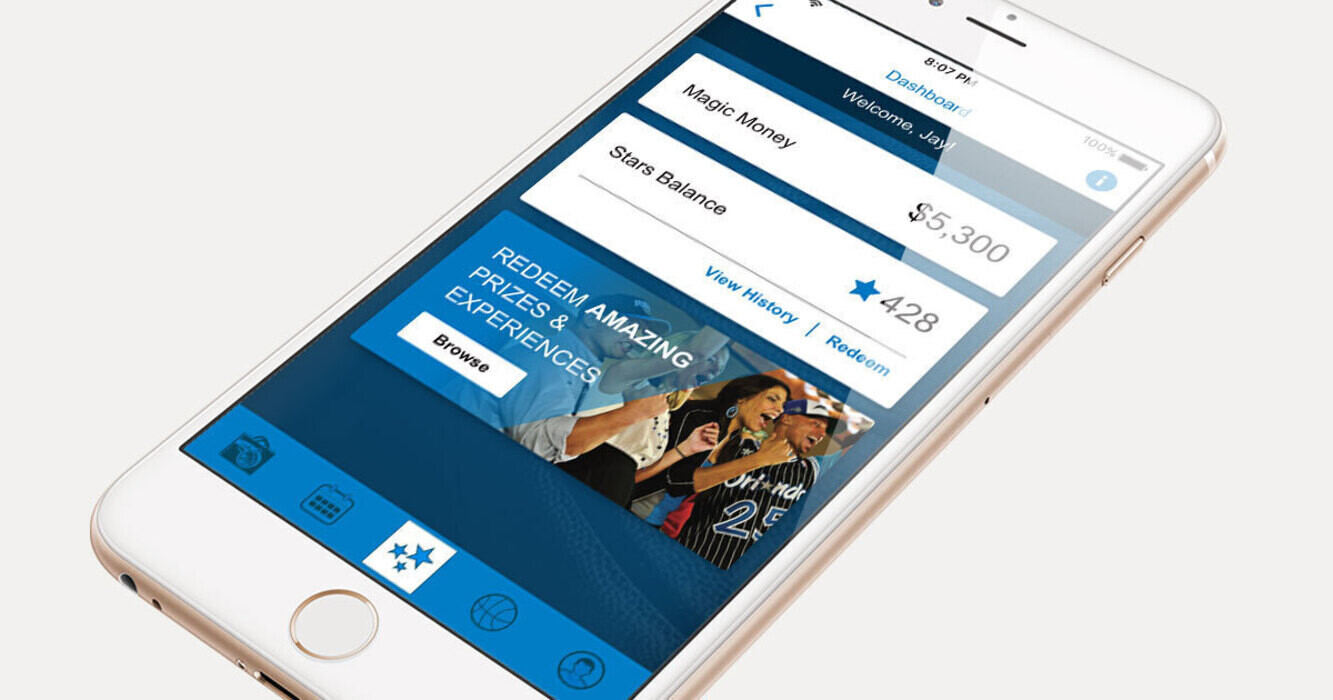 8:07 PM
100%
Dashboard
Welcome, Jay!
Magic Money
$5,300
Stars Balance
428
View History | Redeem
REDEEM AMAZING
PRIZES &
EXPERIENCES
Browse
Orlando
25